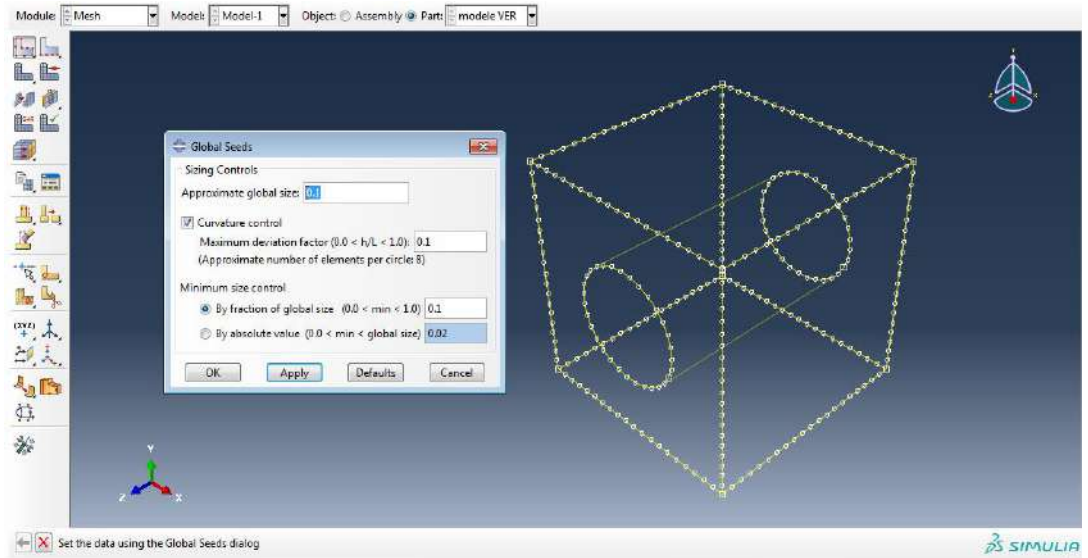 Module: Mesh Model: Model-1 Object: Assembly Part: modele VER
Global Seeds
Sizing Controls
Approximate global size: 0.1
Curvature control
Maximum deviation factor (0.0 < h/L < 1.0): 0.1
(Approximate number of elements per circle: 8)
Minimum size control
By fraction of global size (0.0 < min < 1.0) 0.1
By absolute value (0.0 < min < global size) 0.02
OK Apply Defaults Cancel
(XYZ)
Y
Z X
Set the data using the Global Seeds dialog
SIMULIA